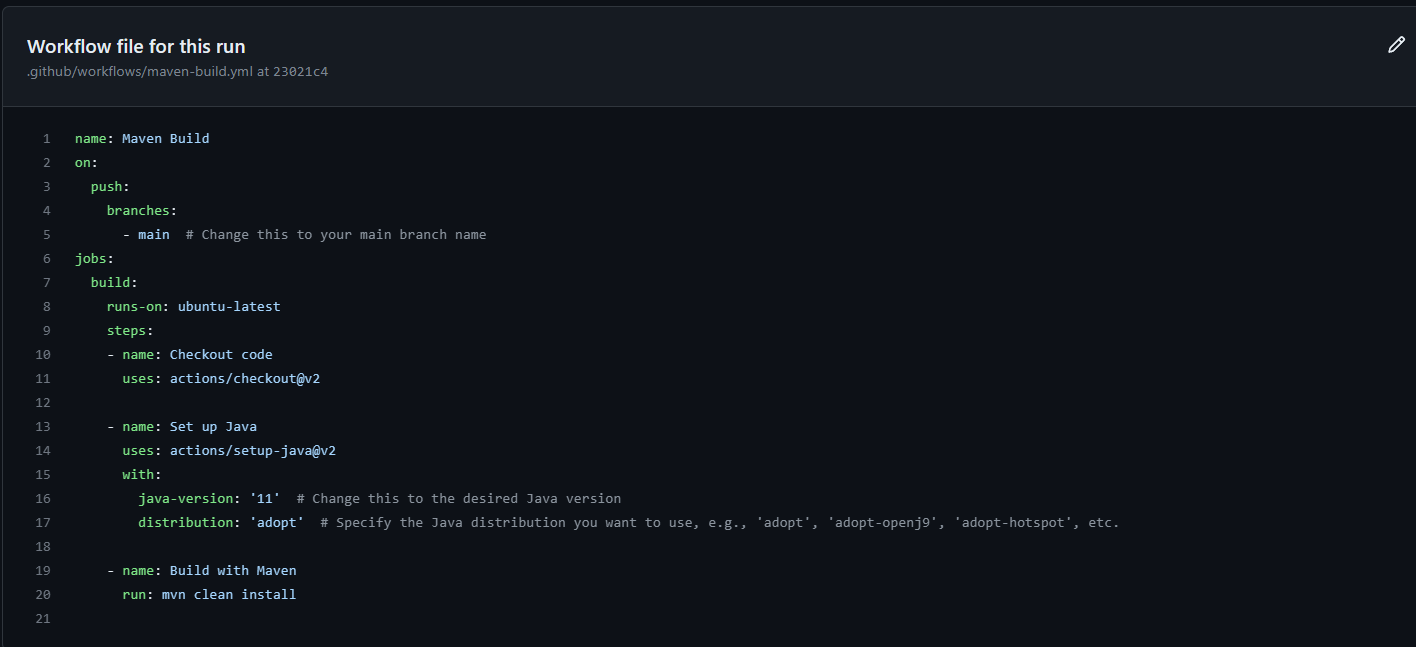 Workflow file for this run
.github/workflows/maven-build.yml at 23021c4
1 name: Maven Build
2 on:
3   push:
4     branches:
5       - main  # Change this to your main branch name
6 jobs:
7   build:
8     runs-on: ubuntu-latest
9     steps:
10     - name: Checkout code
11       uses: actions/checkout@v2
12
13     - name: Set up Java
14       uses: actions/setup-java@v2
15       with:
16         java-version: '11'  # Change this to the desired Java version
17         distribution: 'adopt'  # Specify the Java distribution you want to use, e.g., 'adopt', 'adopt-openj9', 'adopt-hotspot', etc.
18
19     - name: Build with Maven
20       run: mvn clean install
21